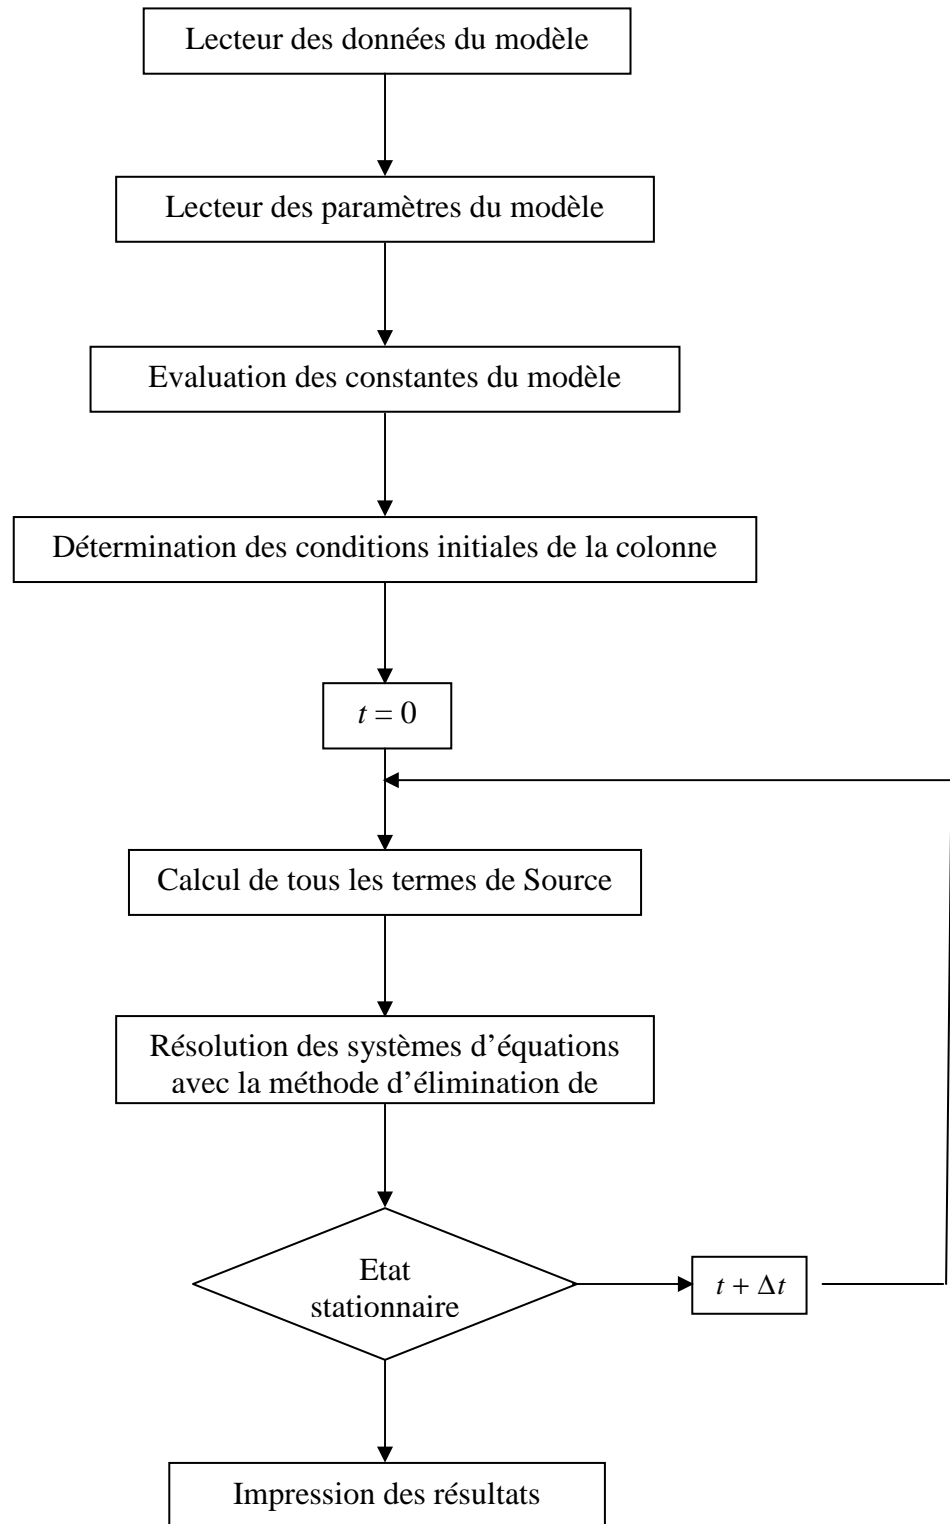 Lecteur des données du modèle
Lecteur des paramètres du modèle
Evaluation des constantes du modèle
Détermination des conditions initiales de la colonne
t = 0
Calcul de tous les termes de Source
Résolution des systèmes d’équations
avec la méthode d’élimination de
Etat
stationnaire
t + Δt
Impression des résultats